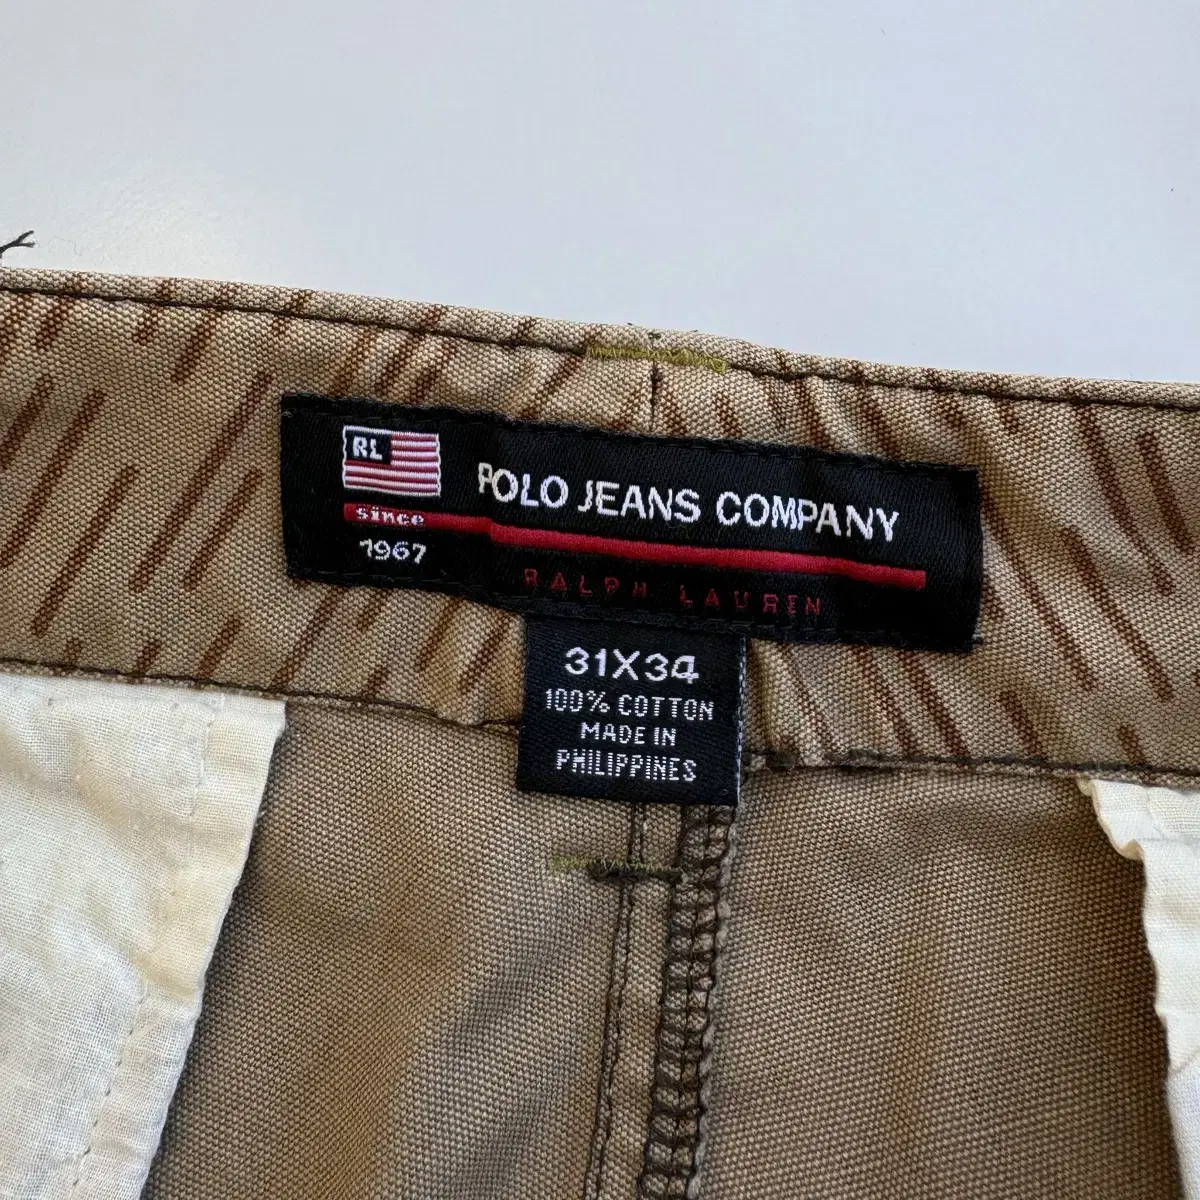 RL
POLO JEANS COMPANY
since
1967
RALPH LAUREN
31X34
100% COTTON
MADE IN
PHILIPPINES